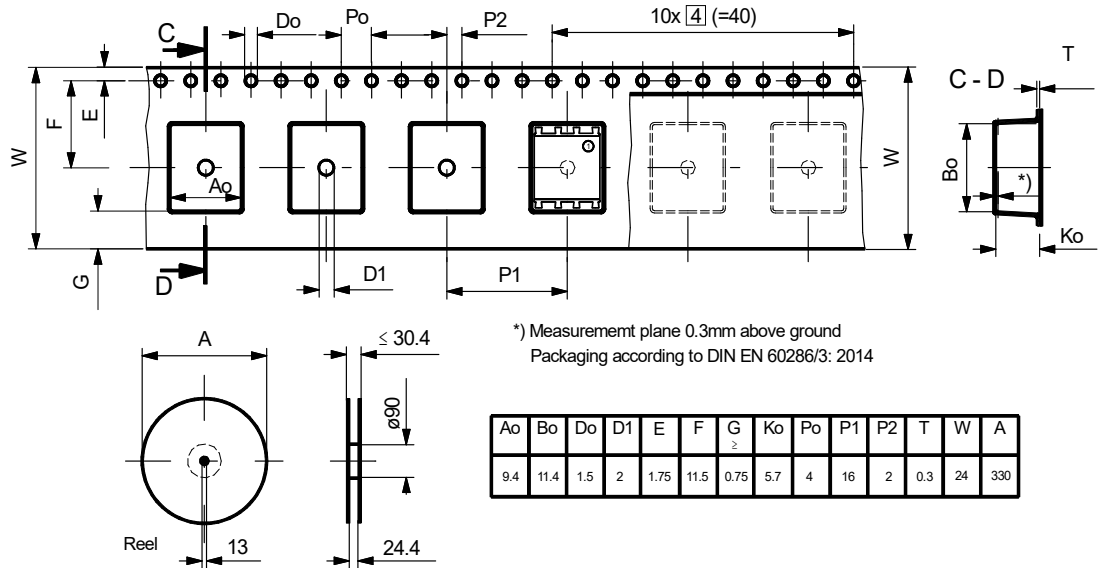 C
Do
Po
P2
10x 4 (=40)
T
C - D
W
F
E
Ao
W
Bo
*)
Ko
G
D
D1
P1
*) Measurememt plane 0.3mm above ground
Packaging according to DIN EN 60286/3: 2014
A
≤ 30.4
ø90
Reel
13
24.4
Ao Bo Do D1 E F G ≥ Ko Po P1 P2 T W A
9.4 11.4 1.5 2 1.75 11.5 0.75 5.7 4 16 2 0.3 24 330